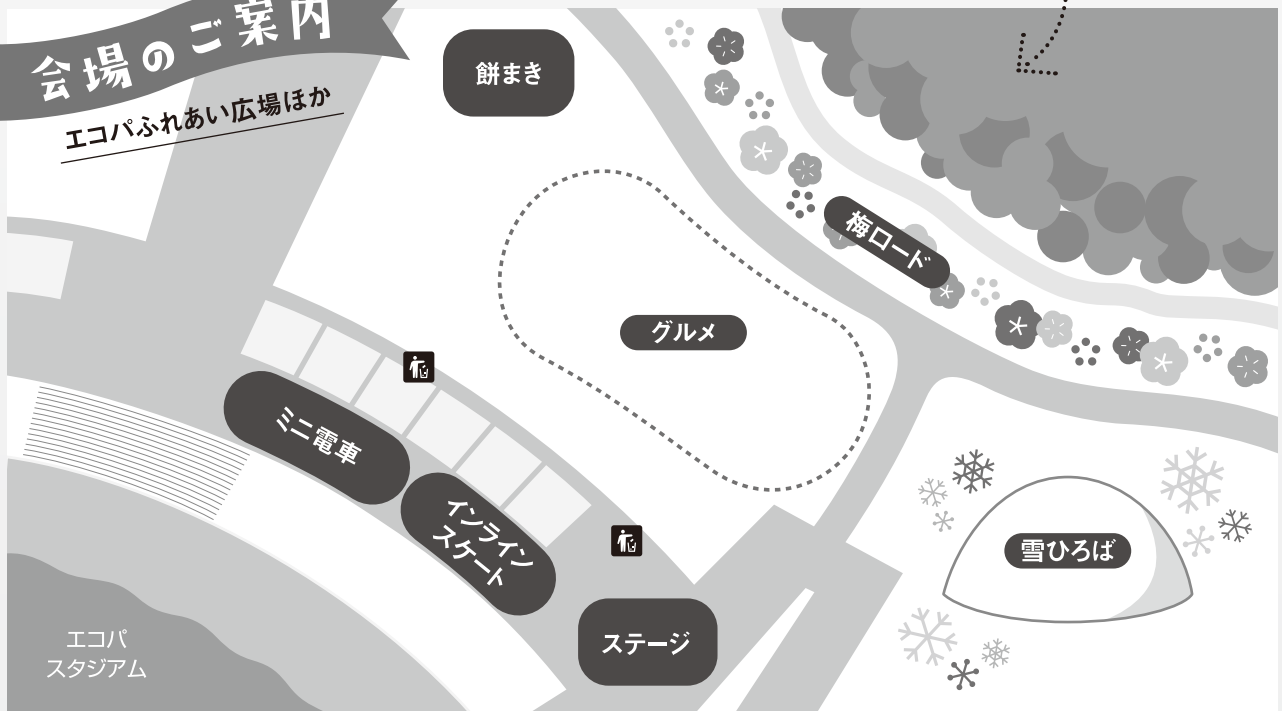 会場のご案内
エコパふれあい広場ほか
餅まき
梅ロード
グルメ
ミニ電車
インライン
スケート
雪ひろば
ステージ
エコパ
スタジアム